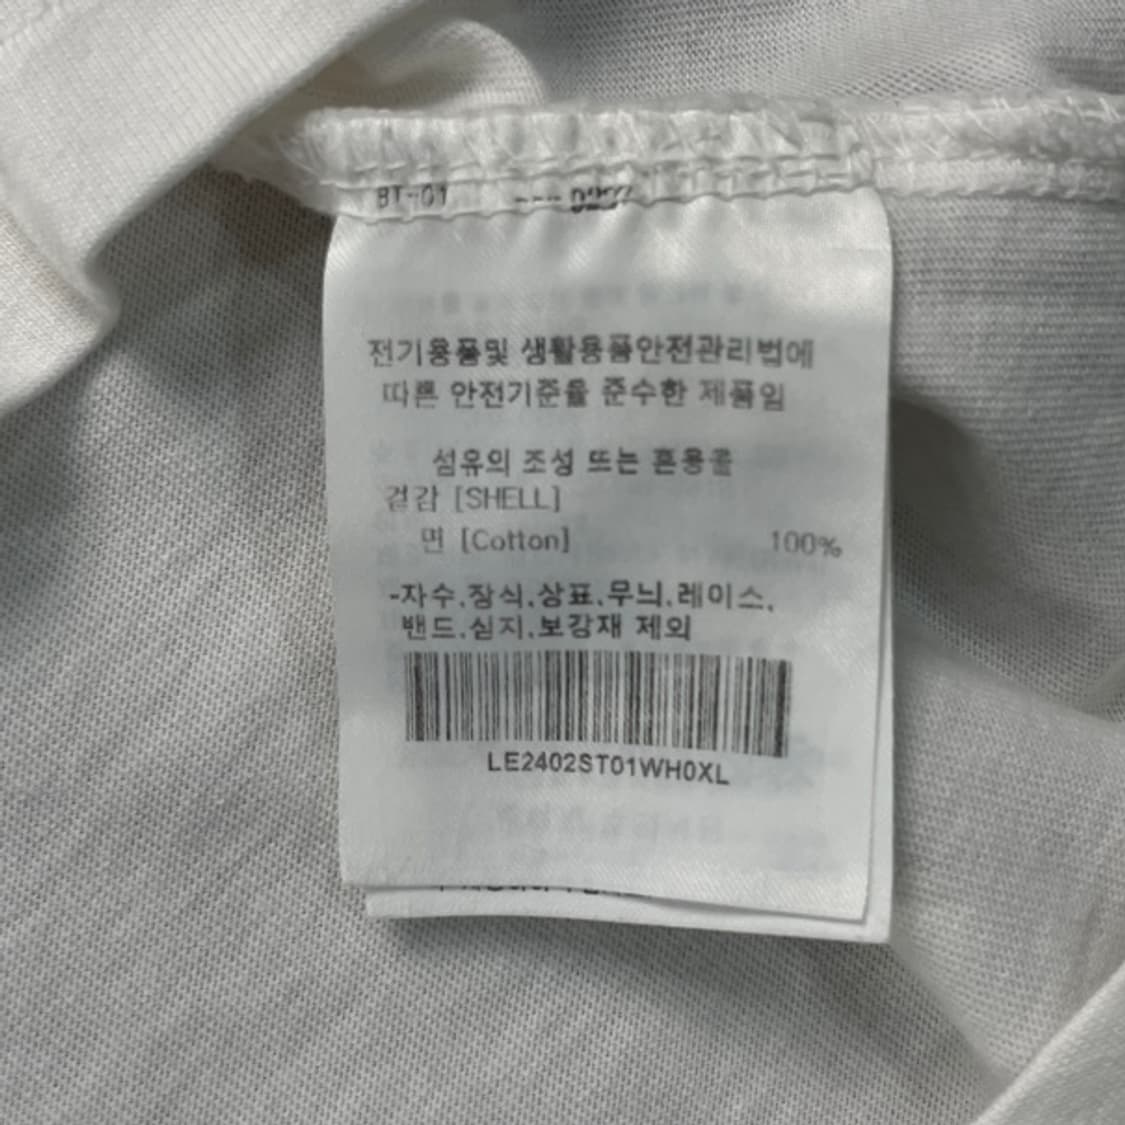 BT-01
전기용품및 생활용품안전관리법에
따른 안전기준을 준수한 제품임
섬유의 조성 또는 혼용율
겉감 [SHELL]
면 [Cotton] 100%
-자수.장식.상표.무늬.레이스.
밴드.심지.보강재 제외
LE2402ST01WH0XL